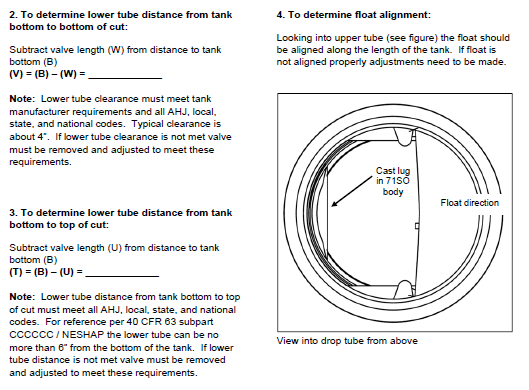 2. To determine lower tube distance from tank
bottom to bottom of cut:
Subtract valve length (W) from distance to tank
bottom (B)
(V) = (B) – (W) = _______________
Note: Lower tube clearance must meet tank
manufacturer requirements and all AHJ, local,
state, and national codes. Typical clearance is
about 4". If lower tube clearance is not met valve
must be removed and adjusted to meet these
requirements.
3. To determine lower tube distance from tank
bottom to top of cut:
Subtract valve length (U) from distance to tank
bottom (B)
(T) = (B) – (U) = _______________
Note: Lower tube distance from tank bottom to top
of cut must meet all AHJ, local, state, and national
codes. For reference per 40 CFR 63 subpart
CCCCCC / NESHAP the lower tube can be no
more than 6" from the bottom of the tank. If lower
tube distance is not met valve must be removed
and adjusted to meet these requirements.
4. To determine float alignment:
Looking into upper tube (see figure) the float should
be aligned along the length of the tank. If float is
not aligned properly adjustments need to be made.
Cast lug
in 71SO
body
Float direction
View into drop tube from above